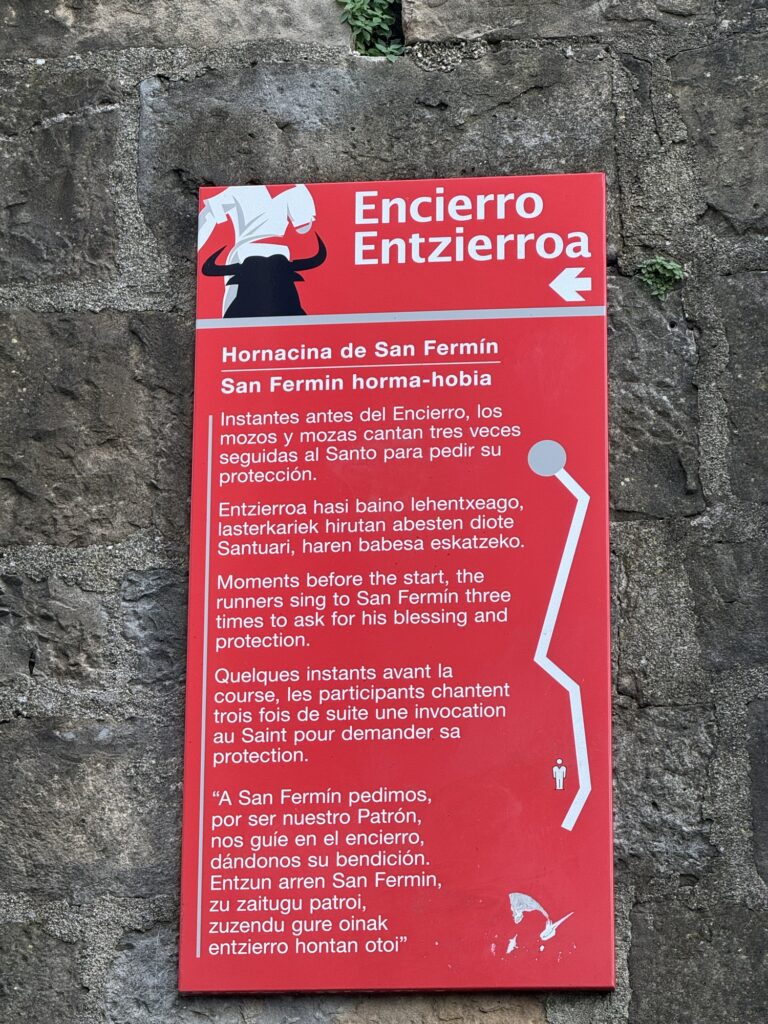 Encierro
Entzierroa
Hornacina de San Fermín
San Fermin horma-hobia
Instantes antes del Encierro, los
mozos y mozas cantan tres veces
seguidas al Santo para pedir su
protección.
Entzierroa hasi baino lehentxeago,
lasterkariek hirutan abesten diote
Santuari, haren babesa eskatzeko.
Moments before the start, the
runners sing to San Fermín three
times to ask for his blessing and
protection.
Quelques instants avant la
course, les participants chantent
trois fois de suite une invocation
au Saint pour demander sa
protection.
“A San Fermín pedimos,
por ser nuestro Patrón,
nos guíe en el encierro,
dándonos su bendición.
Entzun arren San Fermin,
zu zaitugu patroi,
zuzendu gure oinak
entzierro hontan otoi”